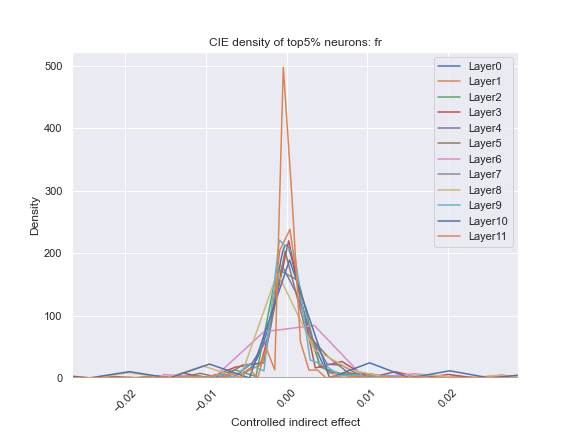 CIE density of top5% neurons: fr
500
400
300
200
100
0
Density
-0.02
-0.01
0.00
0.01
0.02
Controlled indirect effect
Layer0
Layer1
Layer2
Layer3
Layer4
Layer5
Layer6
Layer7
Layer8
Layer9
Layer10
Layer11